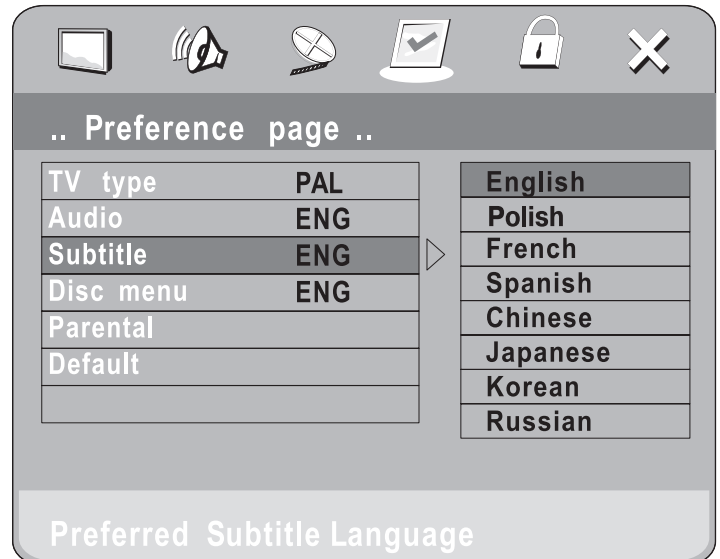 .. Preference page ..
TV type PAL
Audio ENG
Subtitle ENG
Disc menu ENG
Parental
Default
English
Polish
French
Spanish
Chinese
Japanese
Korean
Russian
Preferred Subtitle Language